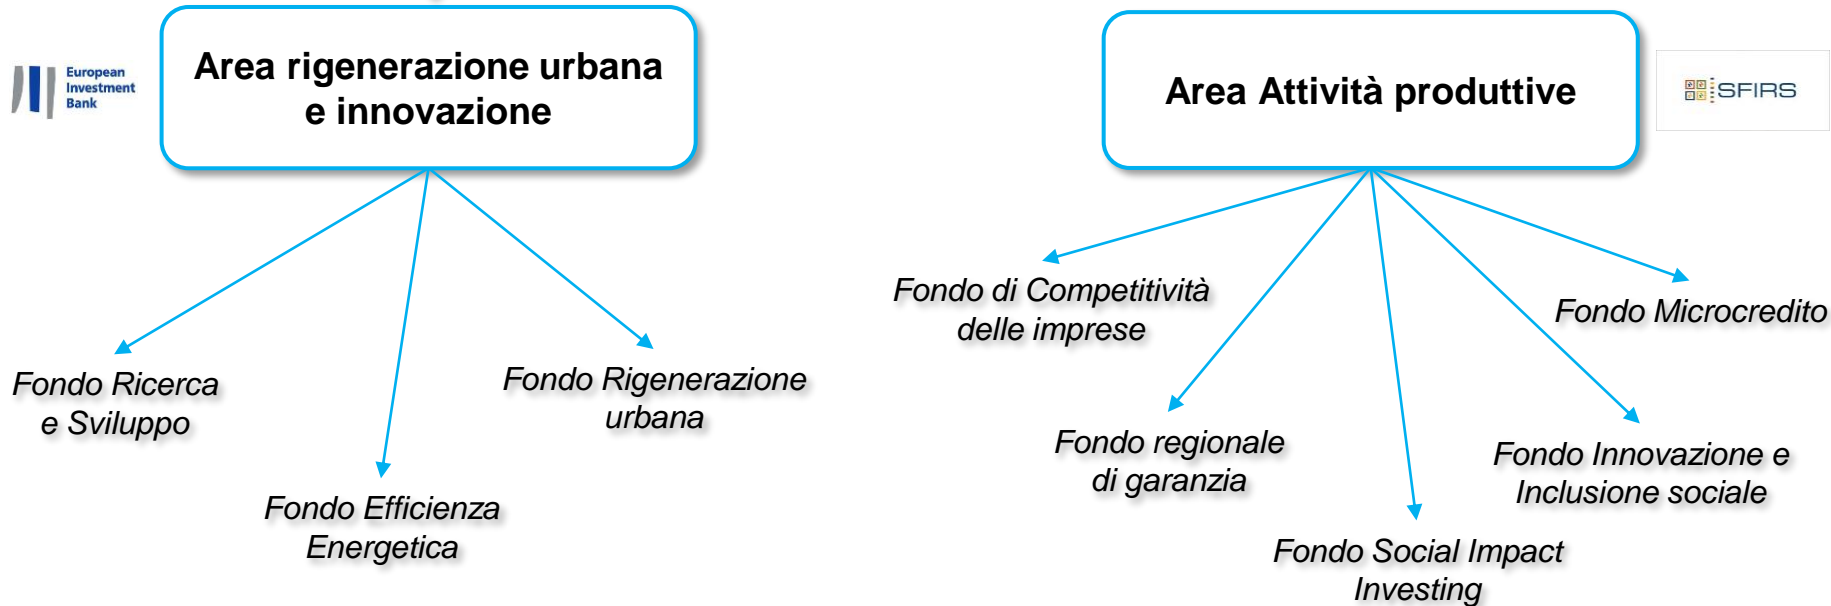 European
Investment
Bank
Area rigenerazione urbana
e innovazione
Area Attività produttive
SFIRS
Fondo di Competitività
delle imprese
Fondo Microcredito
Fondo Ricerca
e Sviluppo
Fondo Rigenerazione
urbana
Fondo regionale
di garanzia
Fondo Innovazione e
Inclusione sociale
Fondo Efficienza
Energetica
Fondo Social Impact
Investing